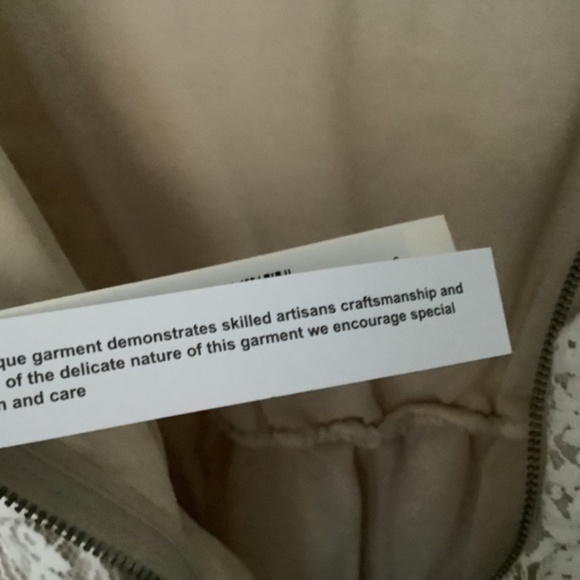 que garment demonstrates skilled artisans craftsmanship and
of the delicate nature of this garment we encourage special
n and care